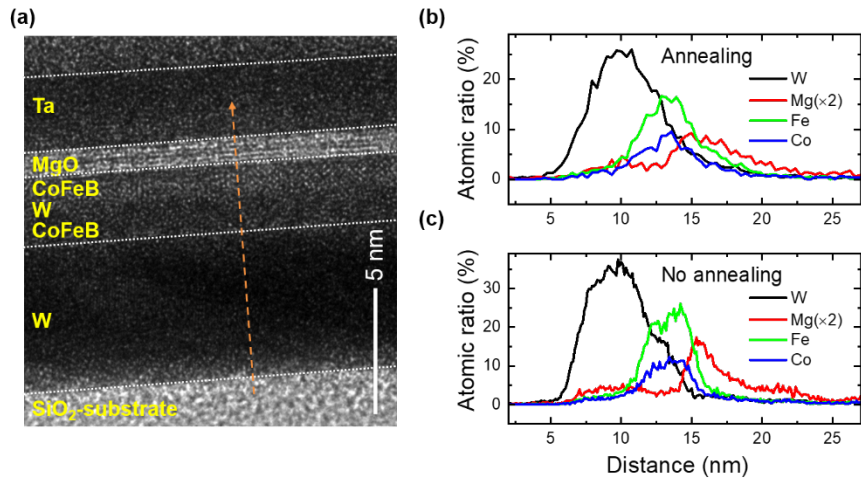 (a)
Ta
MgO
CoFeB
W
CoFeB
W
SiO₂-substrate
5 nm
(b)
Atomic ratio (%)
20
10
0
Annealing
W
Mg(×2)
Fe
Co
5 10 15 20 25
(c)
Atomic ratio (%)
30
20
10
0
No annealing
W
Mg(×2)
Fe
Co
5 10 15 20 25
Distance (nm)